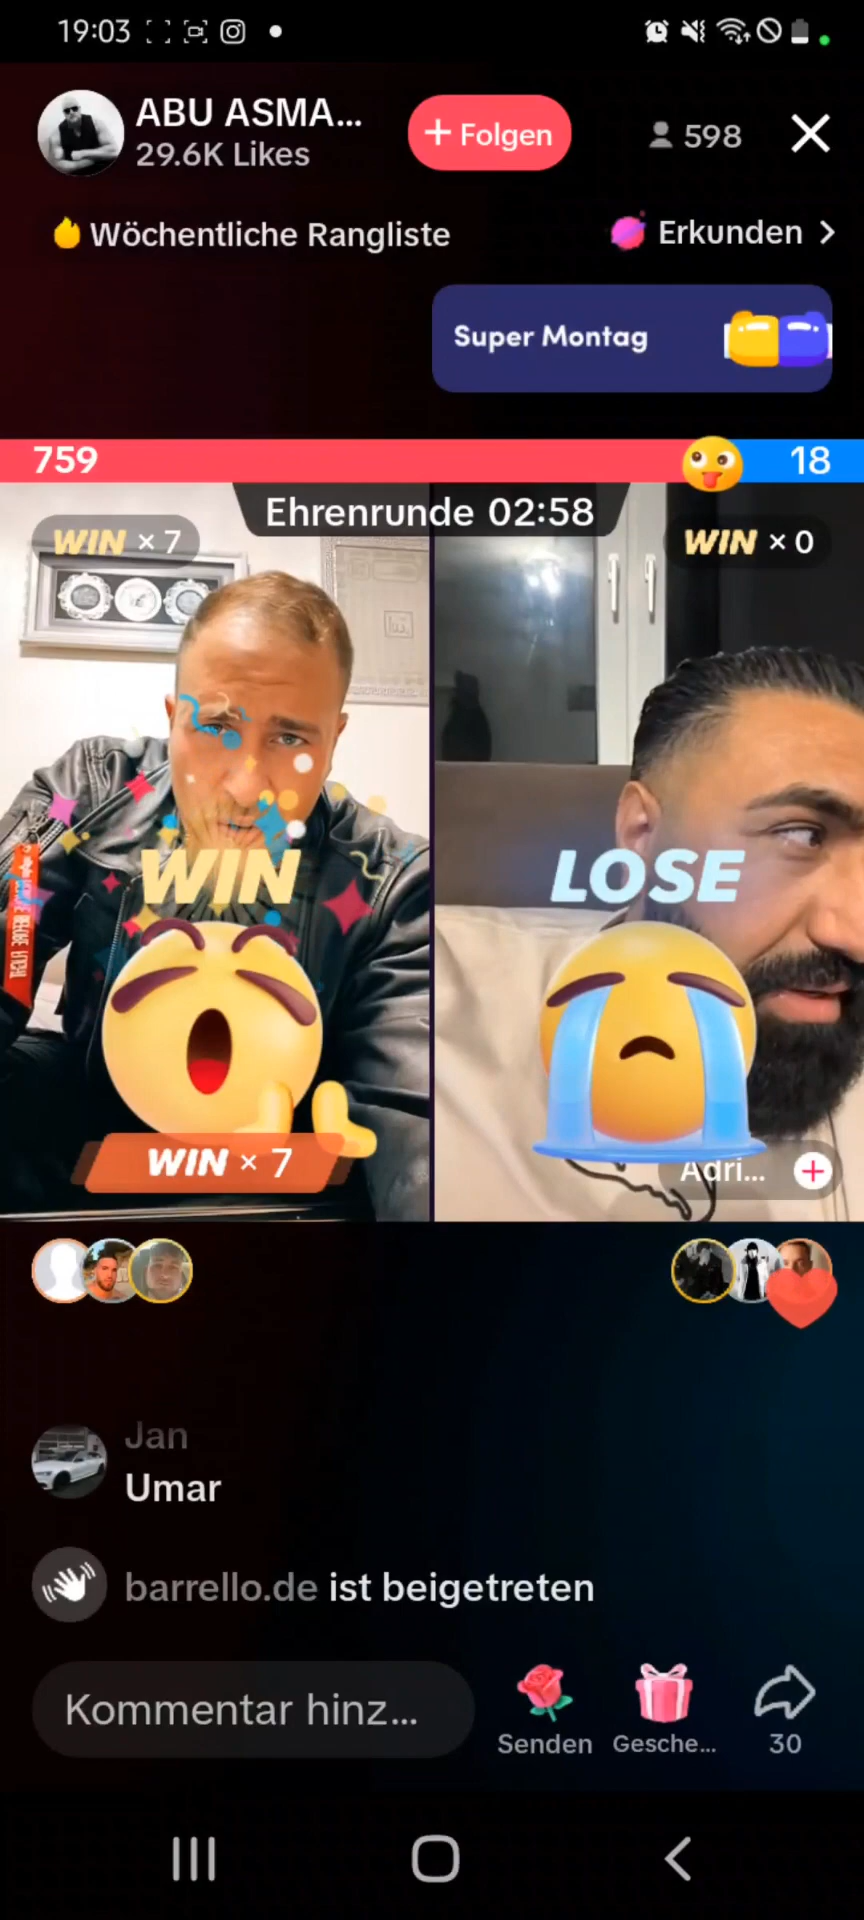 19:03
ABU ASMA...
29.6K Likes
+ Folgen
598
Wöchentliche Rangliste
Erkunden >
Super Montag
759
18
Ehrenrunde 02:58
WIN × 7
WIN × 0
WIN
LOSE
WIN × 7
Adri...
Jan
Umar
barrello.de ist beigetreten
Kommentar hinz...
Senden
Gesche...
30